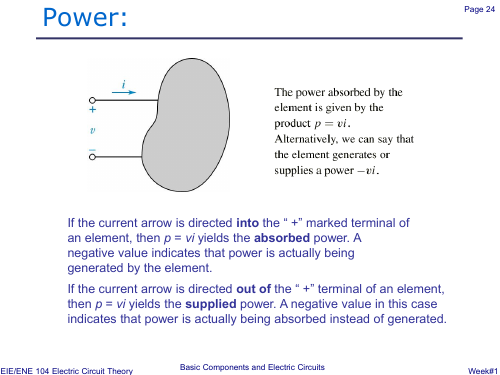 Power:
Page 24
i
+
v
−
The power absorbed by the
element is given by the
product p = vi.
Alternatively, we can say that
the element generates or
supplies a power −vi.
If the current arrow is directed into the “ +” marked terminal of
an element, then p = vi yields the absorbed power. A
negative value indicates that power is actually being
generated by the element.
If the current arrow is directed out of the “ +” terminal of an element,
then p = vi yields the supplied power. A negative value in this case
indicates that power is actually being absorbed instead of generated.
EIE/ENE 104 Electric Circuit Theory
Basic Components and Electric Circuits
Week#1